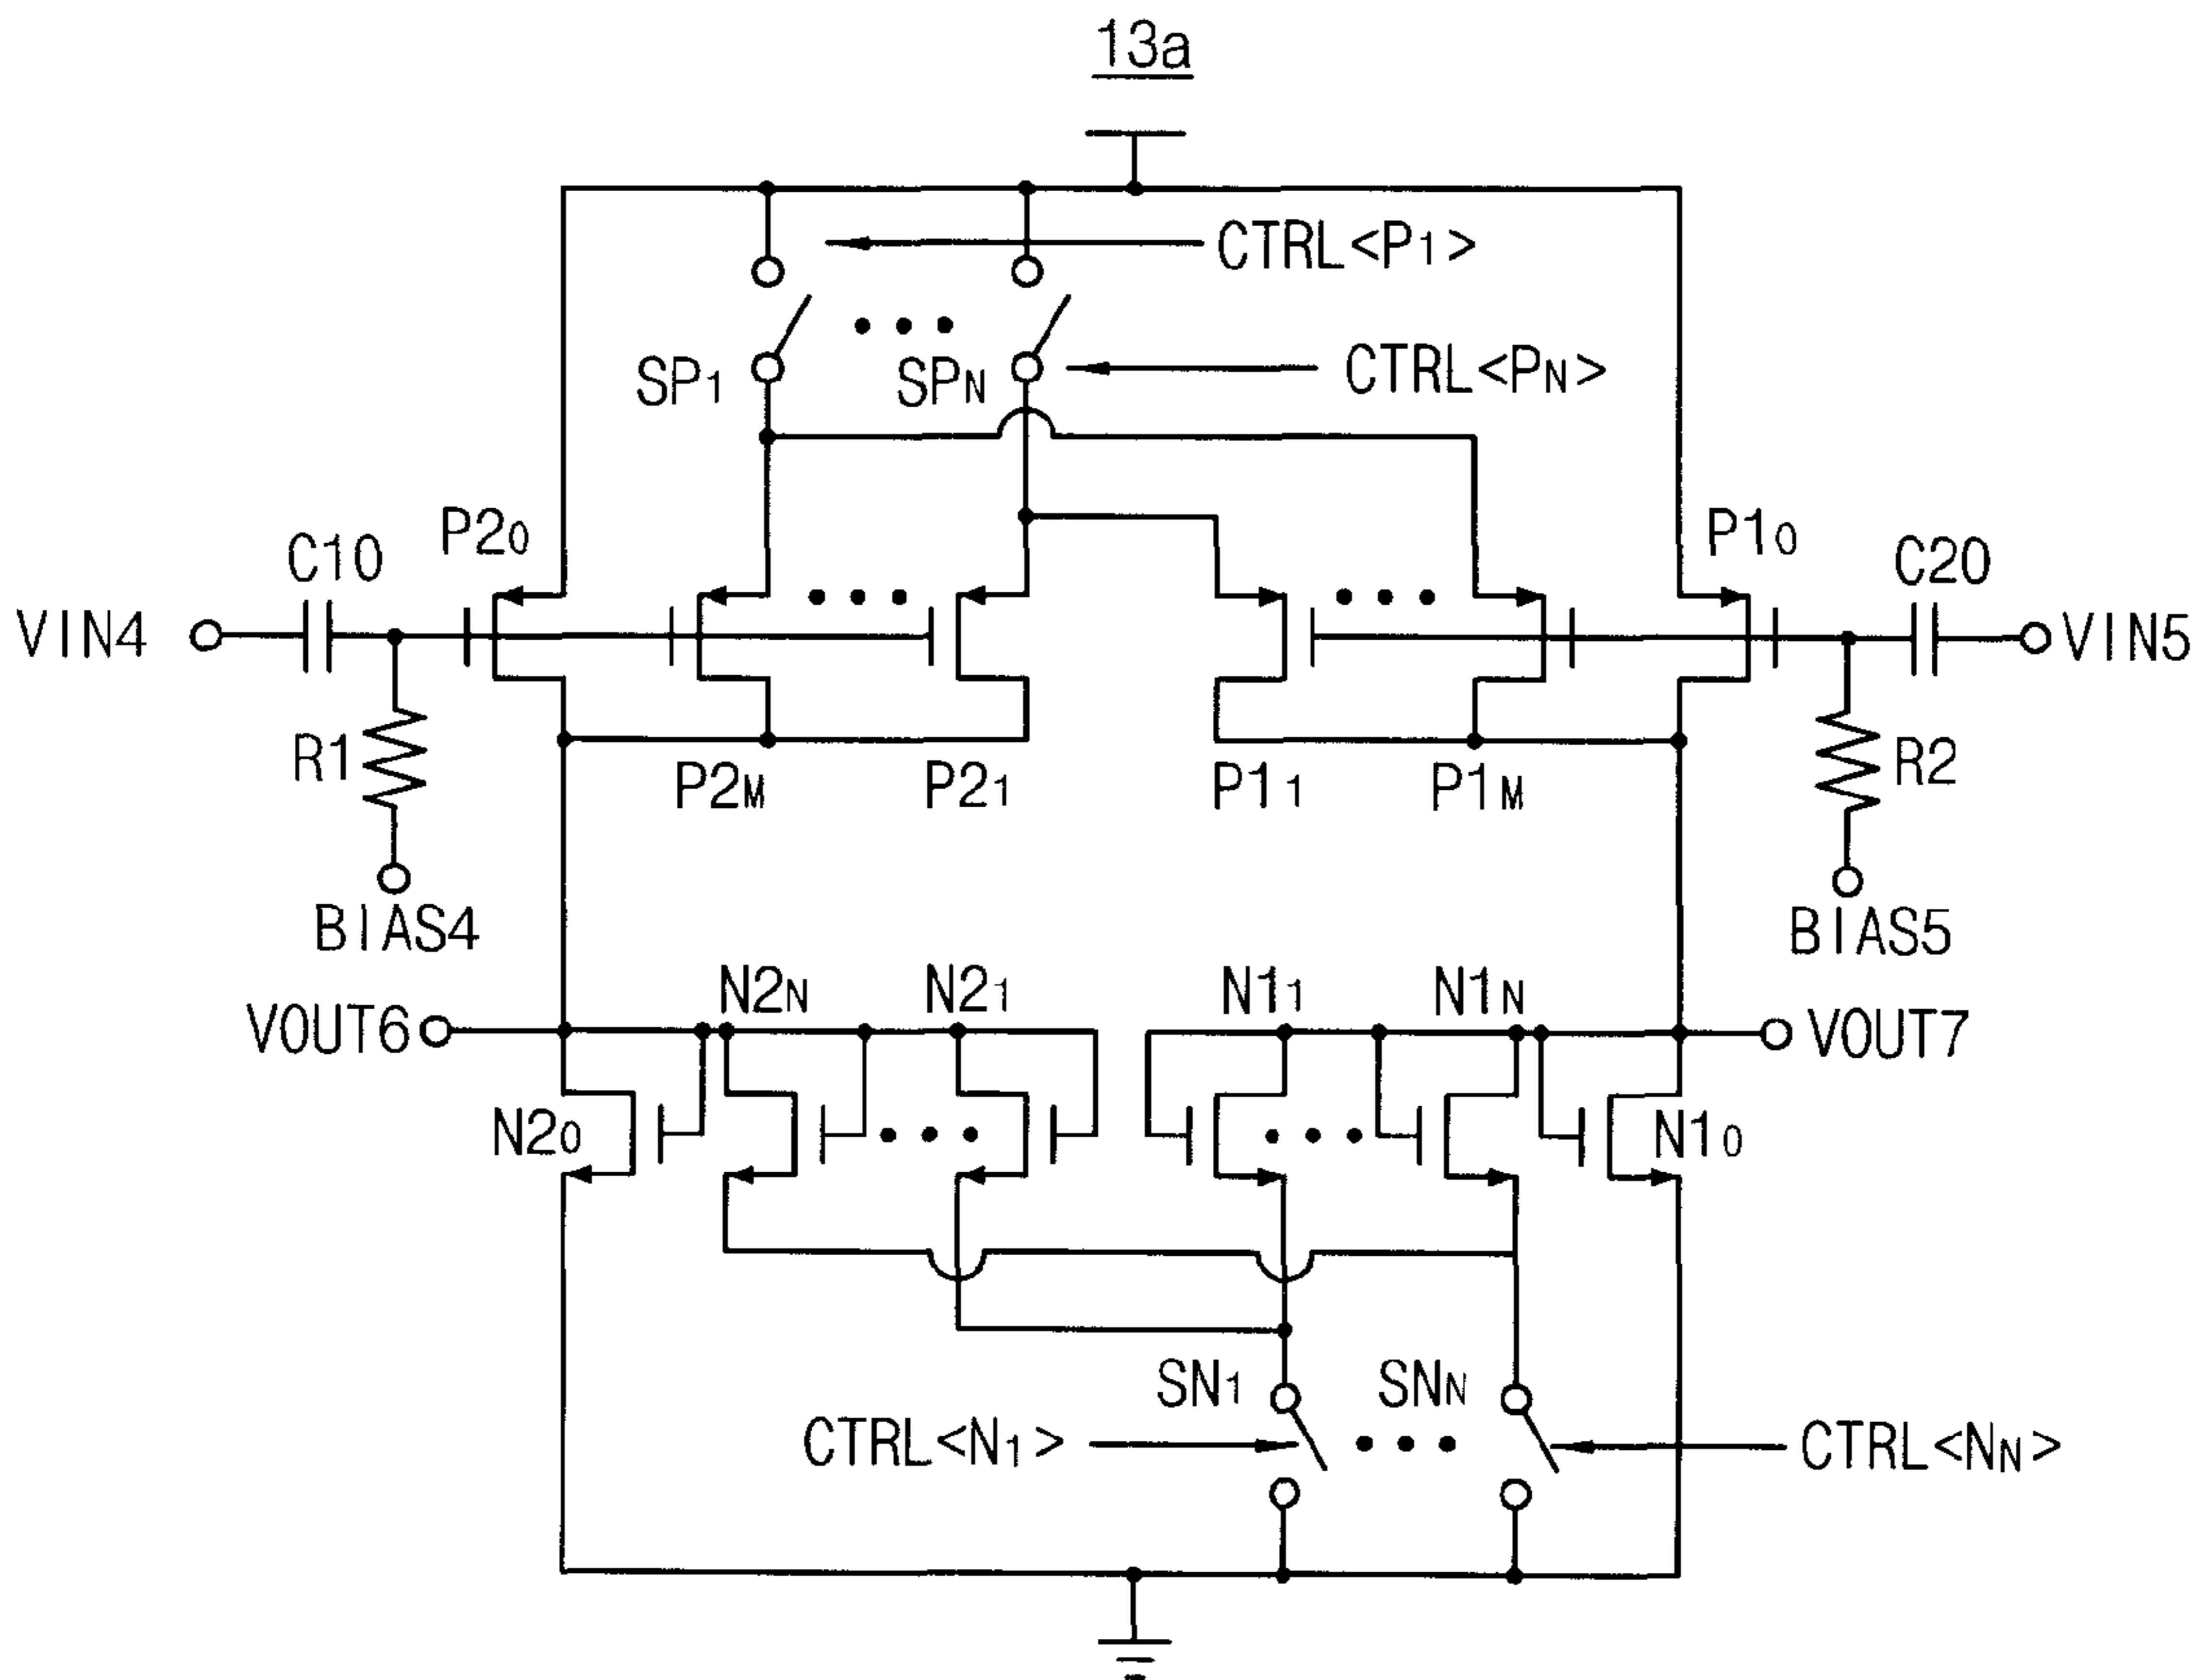 13a
CTRL<P1>
SP1
SPN
CTRL<PN>
P20
P10
C10
C20
VIN4
VIN5
R1
R2
P2M
P21
P11
P1M
BIAS4
BIAS5
N2N
N21
N11
N1N
VOUT6
VOUT7
N20
N10
SN1
SNN
CTRL<N1>
CTRL<NN>